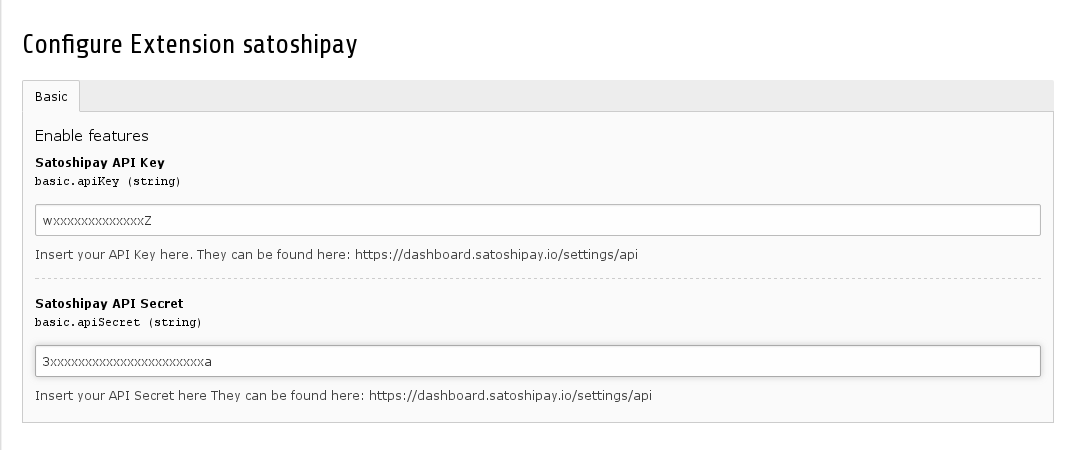 Configure Extension satoshipay
Basic
Enable features
Satoshipay API Key
basic.apiKey (string)
wxxxxxxxxxxxxxZ
Insert your API Key here. They can be found here: https://dashboard.satoshipay.io/settings/api
Satoshipay API Secret
basic.apiSecret (string)
3xxxxxxxxxxxxxxxxxxxxxxa
Insert your API Secret here They can be found here: https://dashboard.satoshipay.io/settings/api